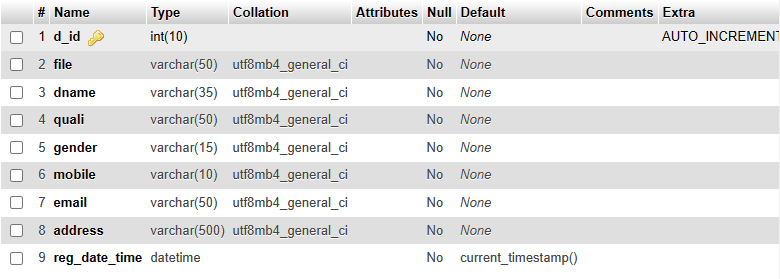 # Name Type Collation Attributes Null Default Comments Extra
1 d_id int(10) No None AUTO_INCREMENT
2 file varchar(50) utf8mb4_general_ci No None
3 dname varchar(35) utf8mb4_general_ci No None
4 quali varchar(50) utf8mb4_general_ci No None
5 gender varchar(15) utf8mb4_general_ci No None
6 mobile varchar(10) utf8mb4_general_ci No None
7 email varchar(50) utf8mb4_general_ci No None
8 address varchar(500) utf8mb4_general_ci No None
9 reg_date_time datetime No current_timestamp()